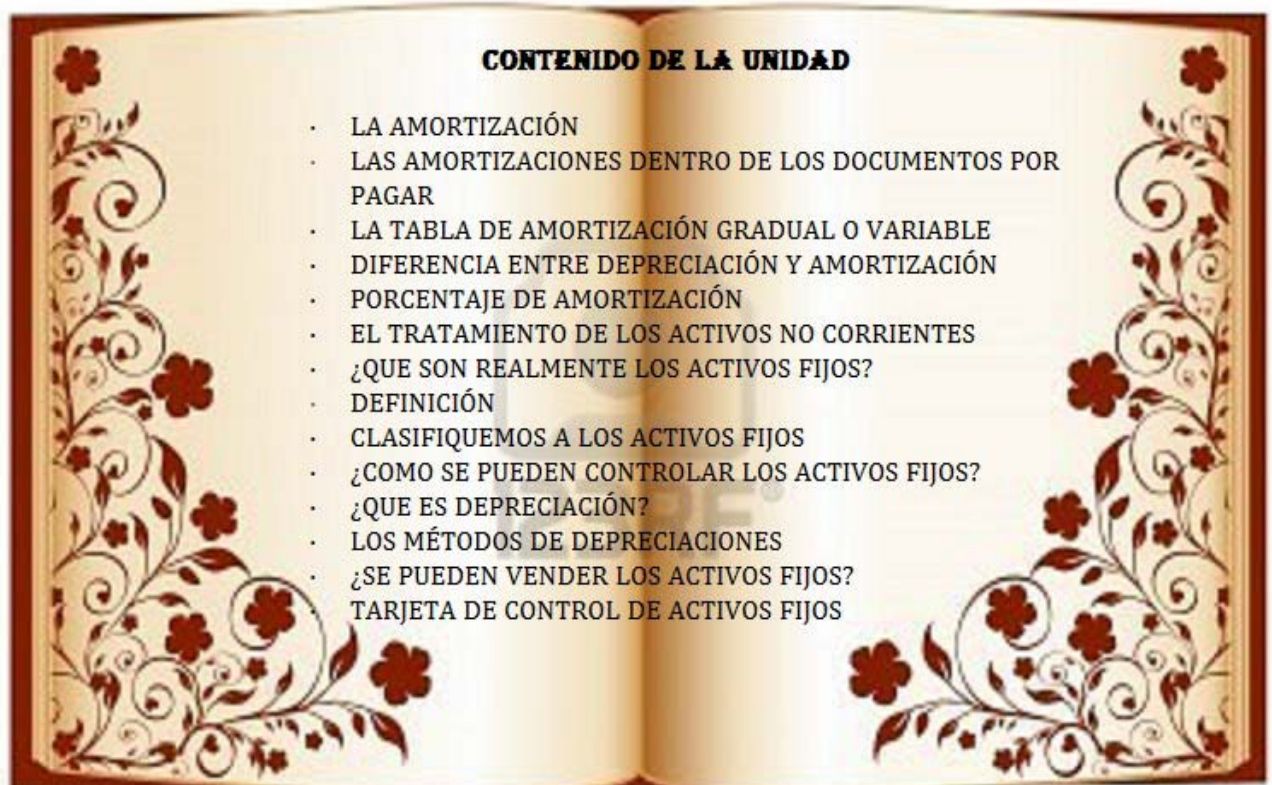 CONTENIDO DE LA UNIDAD
· LA AMORTIZACIÓN
· LAS AMORTIZACIONES DENTRO DE LOS DOCUMENTOS POR
PAGAR
· LA TABLA DE AMORTIZACIÓN GRADUAL O VARIABLE
· DIFERENCIA ENTRE DEPRECIACIÓN Y AMORTIZACIÓN
· PORCENTAJE DE AMORTIZACIÓN
· EL TRATAMIENTO DE LOS ACTIVOS NO CORRIENTES
· ¿QUE SON REALMENTE LOS ACTIVOS FIJOS?
· DEFINICIÓN
· CLASIFIQUEMOS A LOS ACTIVOS FIJOS
· ¿COMO SE PUEDEN CONTROLAR LOS ACTIVOS FIJOS?
· ¿QUE ES DEPRECIACIÓN?
· LOS MÉTODOS DE DEPRECIACIONES
· ¿SE PUEDEN VENDER LOS ACTIVOS FIJOS?
· TARJETA DE CONTROL DE ACTIVOS FIJOS
123RF®